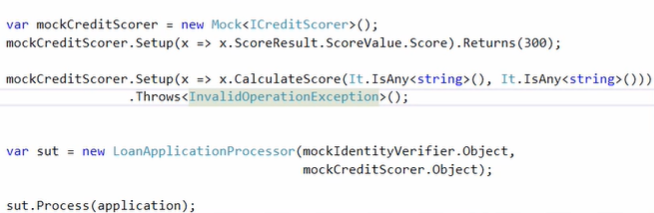 var mockCreditScorer = new Mock<ICreditScorer>();
mockCreditScorer.Setup(x => x.ScoreResult.ScoreValue.Score).Returns(300);
mockCreditScorer.Setup(x => x.CalculateScore(It.IsAny<string>(), It.IsAny<string>()))
.Throws<InvalidOperationException>();
var sut = new LoanApplicationProcessor(mockIdentityVerifier.Object,
mockCreditScorer.Object);
sut.Process(application);